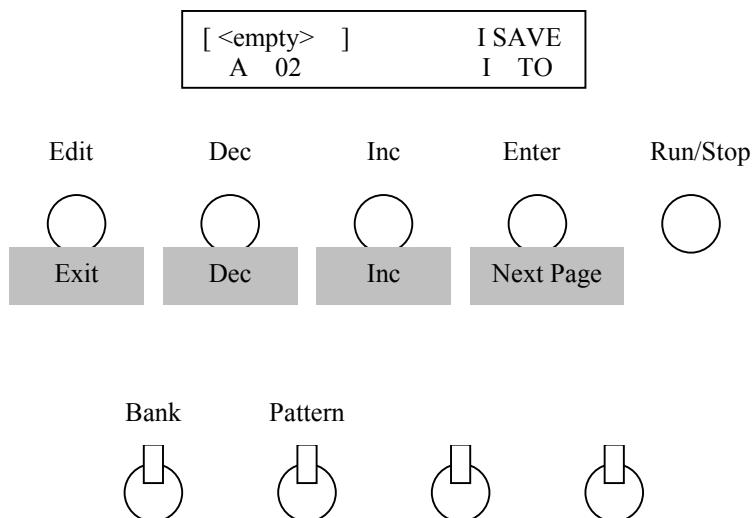 [ <empty> ] I SAVE
A 02 I TO
Edit Dec Inc Enter Run/Stop
Exit Dec Inc Next Page
Bank Pattern